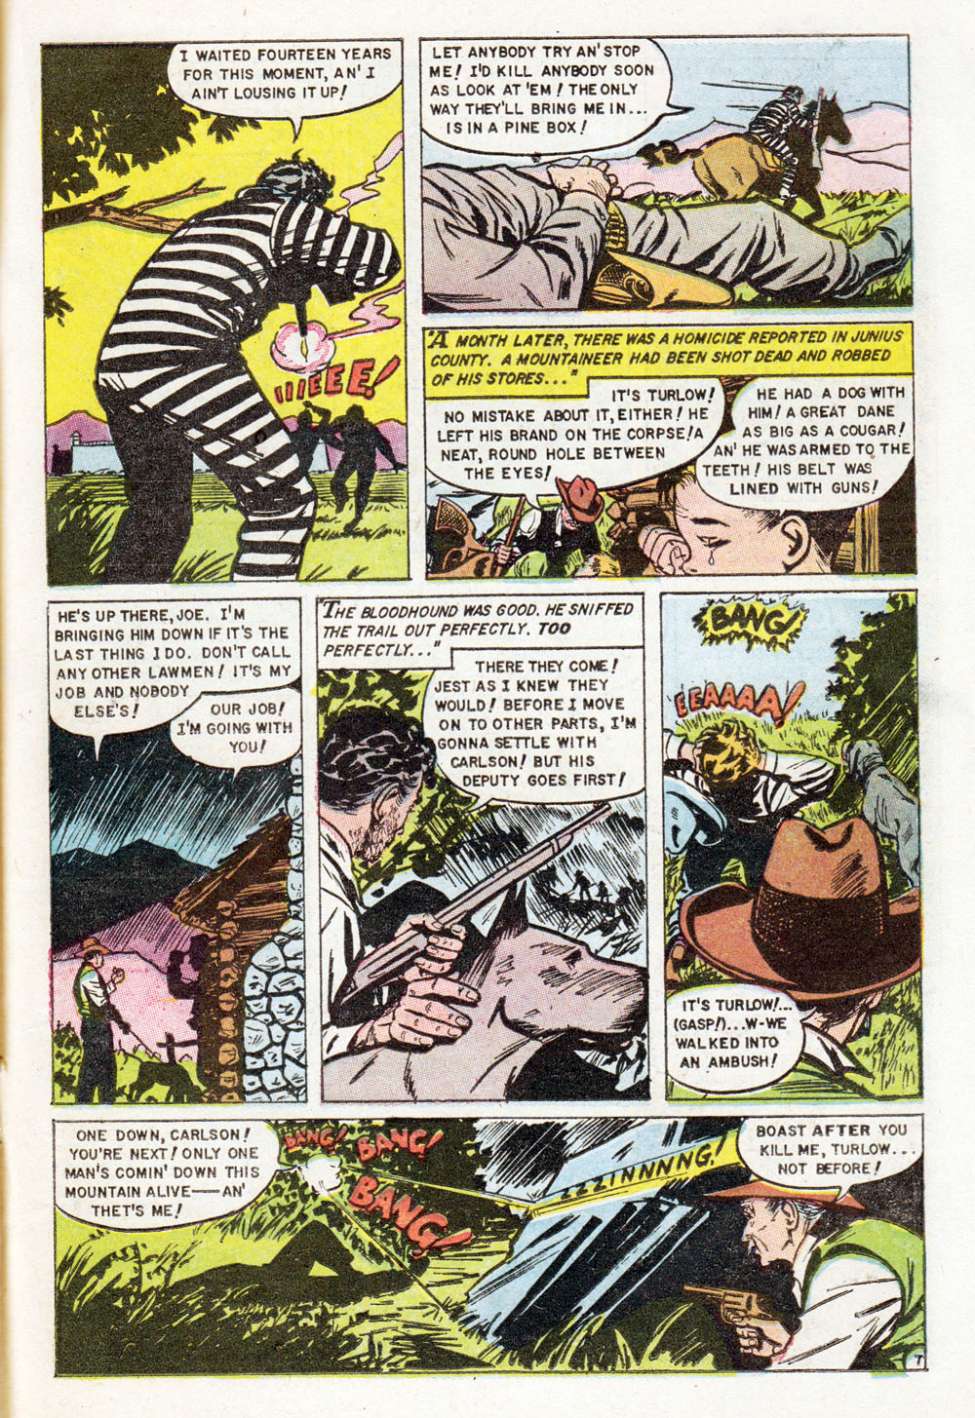 I WAITED FOURTEEN YEARS
FOR THIS MOMENT, AN' I
AIN'T LOUSING IT UP!
IIIEEEE!
LET ANYBODY TRY AN' STOP
ME! I'D KILL ANYBODY SOON
AS LOOK AT 'EM! THE ONLY
WAY THEY'LL BRING ME IN...
IS IN A PINE BOX!
"A MONTH LATER, THERE WAS A HOMICIDE REPORTED IN JUNIUS
COUNTY. A MOUNTAINEER HAD BEEN SHOT DEAD AND ROBBED
OF HIS STORES..."
IT'S TURLOW!
NO MISTAKE ABOUT IT, EITHER! HE
LEFT HIS BRAND ON THE CORPSE! A
NEAT, ROUND HOLE BETWEEN
THE EYES!
HE HAD A DOG WITH
HIM! A GREAT DANE
AS BIG AS A COUGAR!
AN' HE WAS ARMED TO THE
TEETH! HIS BELT WAS
LINED WITH GUNS!
HE'S UP THERE, JOE. I'M
BRINGING HIM DOWN IF IT'S THE
LAST THING I DO. DON'T CALL
ANY OTHER LAWMEN! IT'S MY
JOB AND NOBODY
ELSE'S!
OUR JOB!
I'M GOING WITH
YOU!
"THE BLOODHOUND WAS GOOD. HE SNIFFED
THE TRAIL OUT PERFECTLY. TOO
PERFECTLY..."
THERE THEY COME!
JEST AS I KNEW THEY
WOULD! BEFORE I MOVE
ON TO OTHER PARTS, I'M
GONNA SETTLE WITH
CARLSON! BUT HIS
DEPUTY GOES FIRST!
BANG!
EEAAAA!
IT'S TURLOW!...
(GASP!)...W-WE
WALKED INTO
AN AMBUSH!
ONE DOWN, CARLSON!
YOU'RE NEXT! ONLY ONE
MAN'S COMIN' DOWN THIS
MOUNTAIN ALIVE——AN'
THET'S ME!
BANG!
BANG!
BANG!
ZZZINNNNG!
BOAST AFTER YOU
KILL ME, TURLOW...
NOT BEFORE!
7